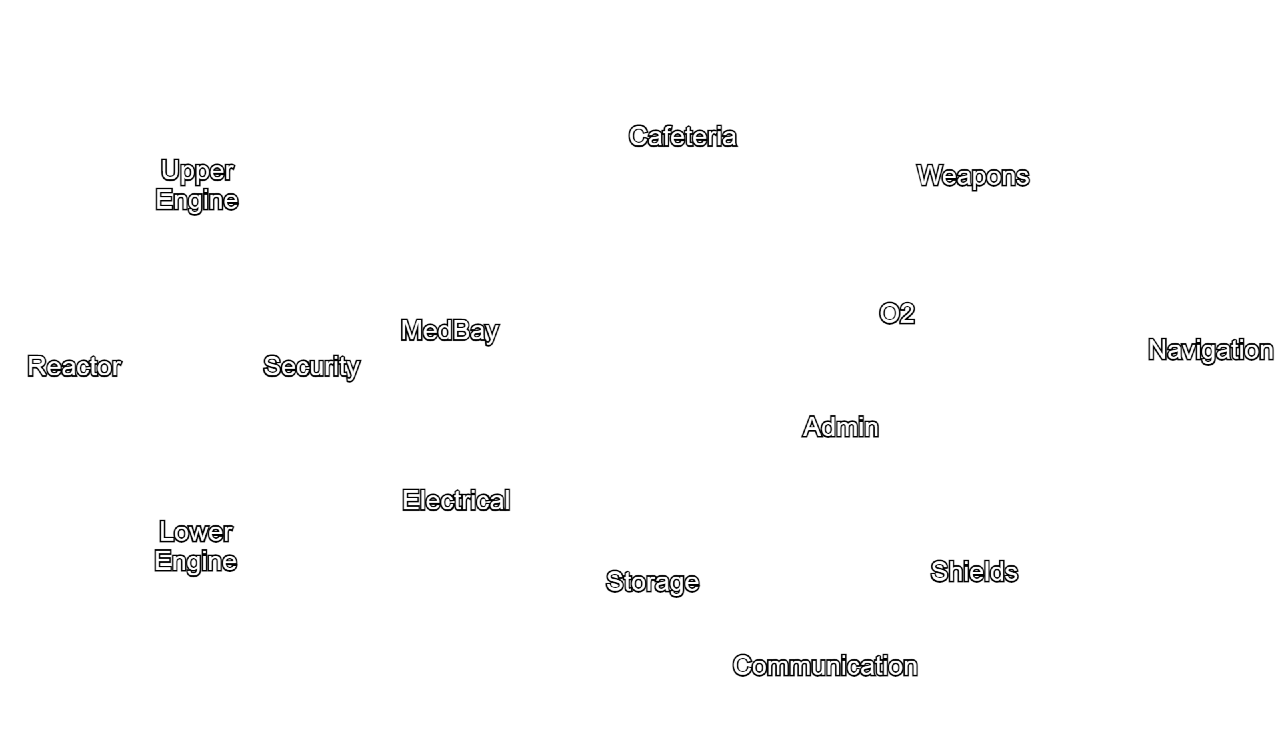 Cafeteria
Upper
Engine
Weapons
O2
MedBay
Navigation
Reactor
Security
Admin
Electrical
Lower
Engine
Storage
Shields
Communication